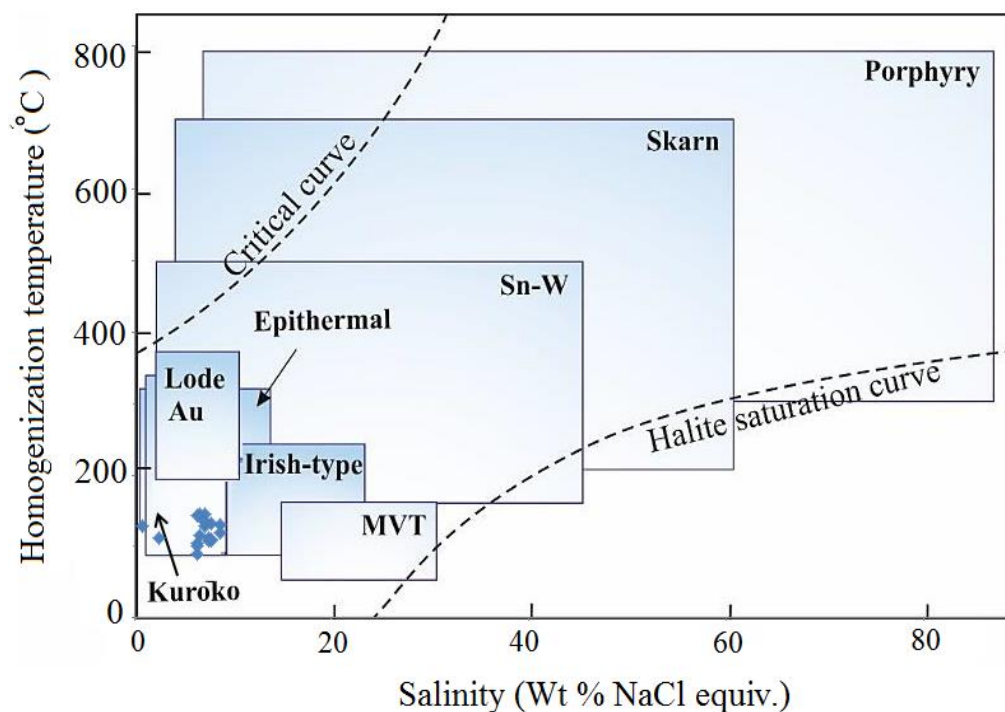 800
Porphyry
Skarn
Critical curve
600
Sn-W
Epithermal
400
Lode
Au
Halite saturation curve
200
Irish-type
MVT
Kuroko
0
0
20
40
60
80
Homogenization temperature (°C)
Salinity (Wt % NaCl equiv.)